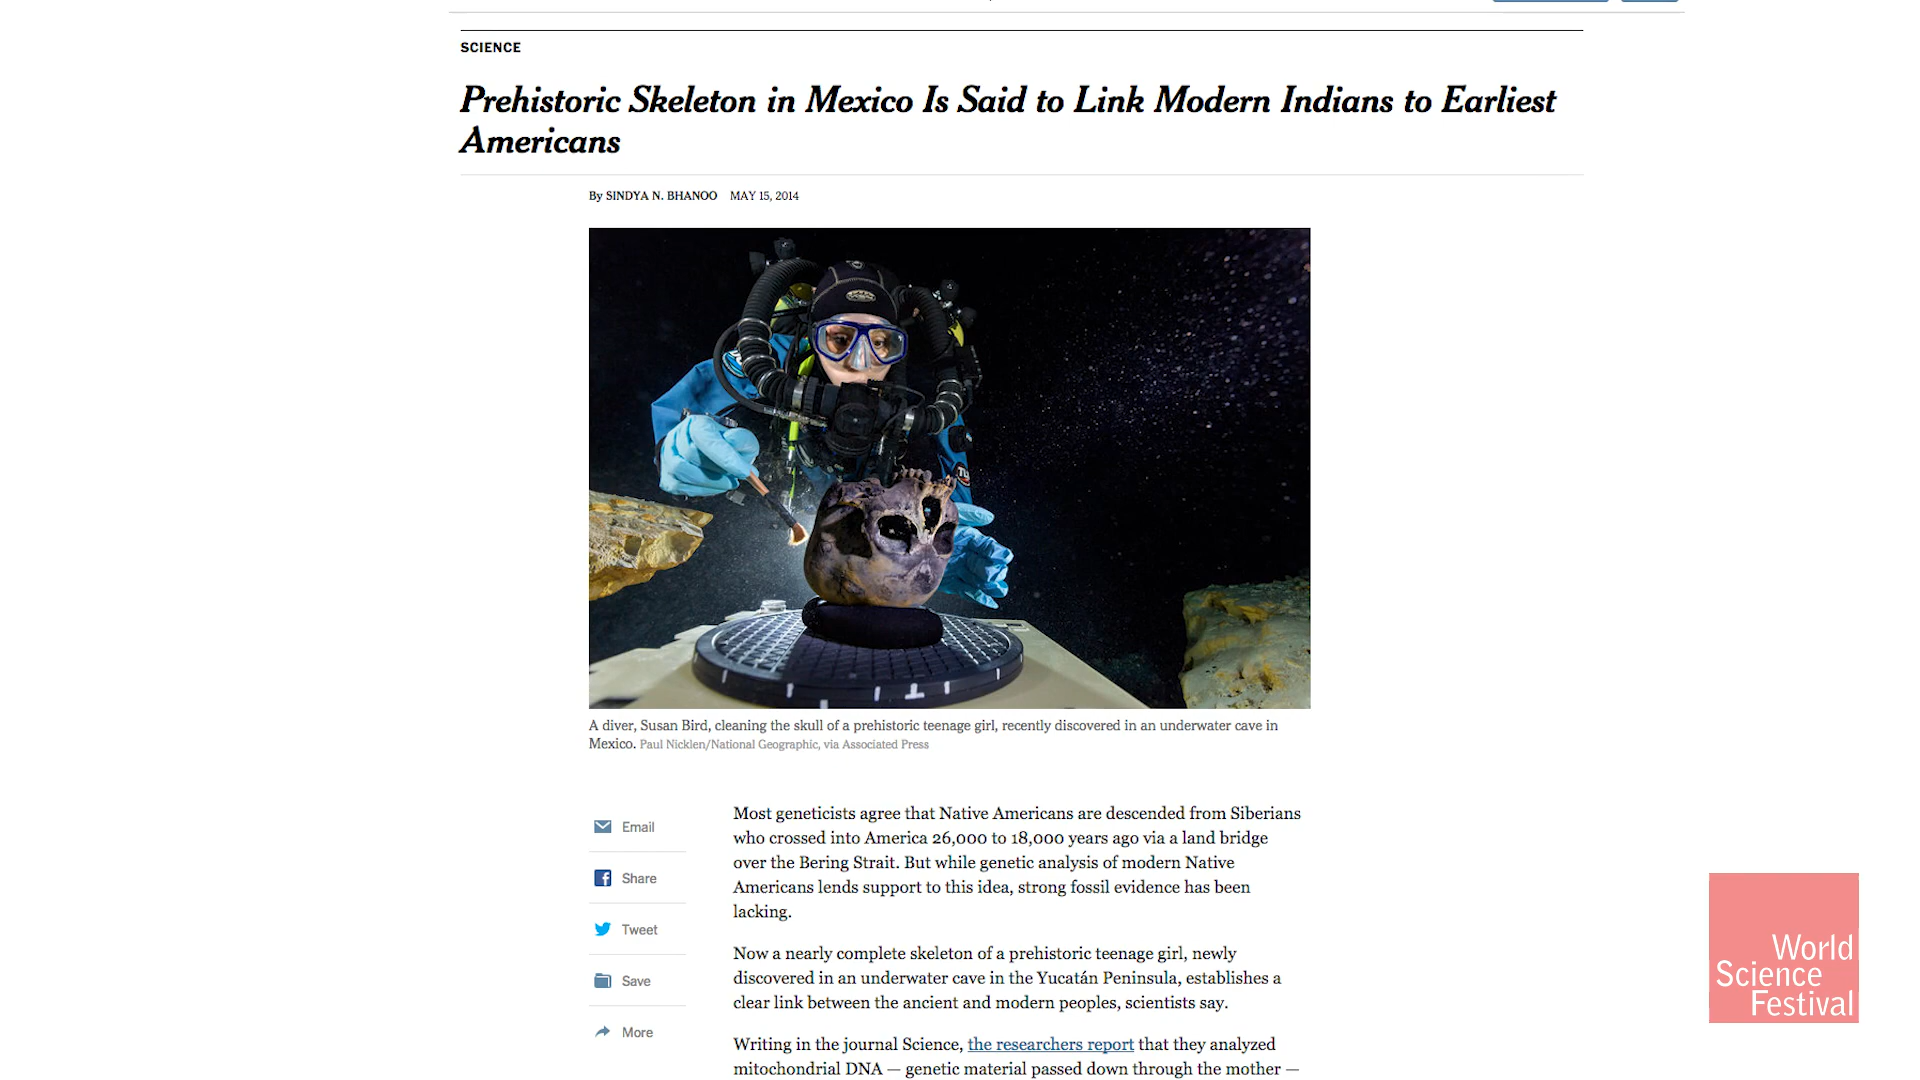 SCIENCE
Prehistoric Skeleton in Mexico Is Said to Link Modern Indians to Earliest
Americans
By SINDYA N. BHANOO MAY 15, 2014
A diver, Susan Bird, cleaning the skull of a prehistoric teenage girl, recently discovered in an underwater cave in
Mexico. Paul Nicklen/National Geographic, via Associated Press
Email
Share
Tweet
Save
More
Most geneticists agree that Native Americans are descended from Siberians
who crossed into America 26,000 to 18,000 years ago via a land bridge
over the Bering Strait. But while genetic analysis of modern Native
Americans lends support to this idea, strong fossil evidence has been
lacking.
Now a nearly complete skeleton of a prehistoric teenage girl, newly
discovered in an underwater cave in the Yucatán Peninsula, establishes a
clear link between the ancient and modern peoples, scientists say.
Writing in the journal Science, the researchers report that they analyzed
mitochondrial DNA — genetic material passed down through the mother —
World
Science
Festival